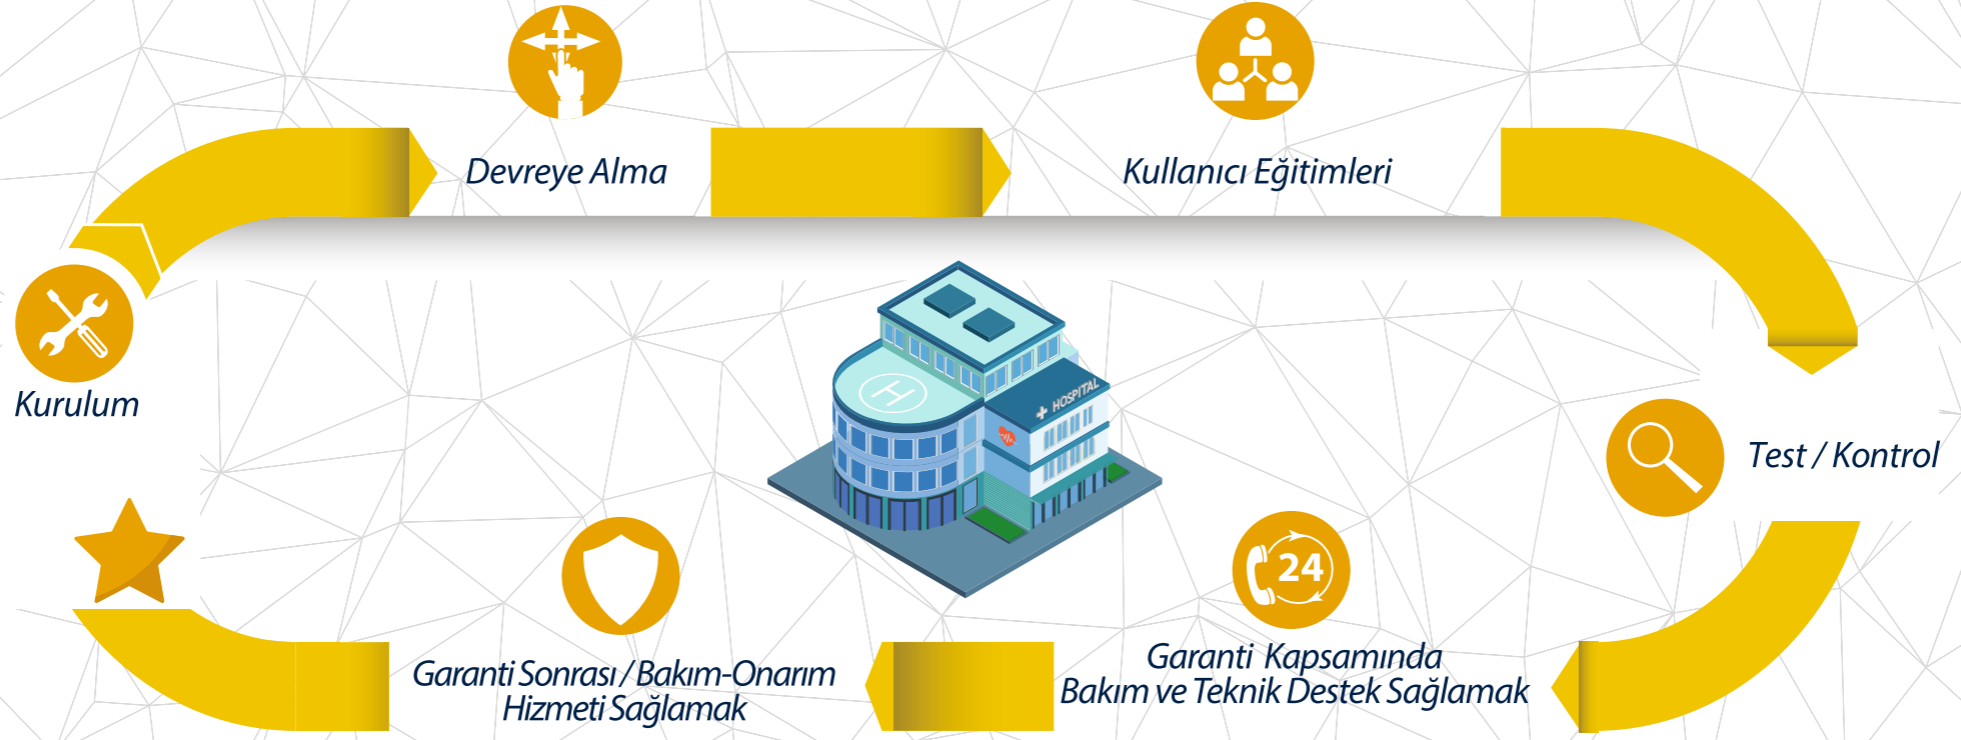 Devreye Alma
Kullanıcı Eğitimleri
Kurulum
HOSPITAL
H
Test / Kontrol
24
Garanti Kapsamında
Bakım ve Teknik Destek Sağlamak
Garanti Sonrası / Bakım-Onarım
Hizmeti Sağlamak